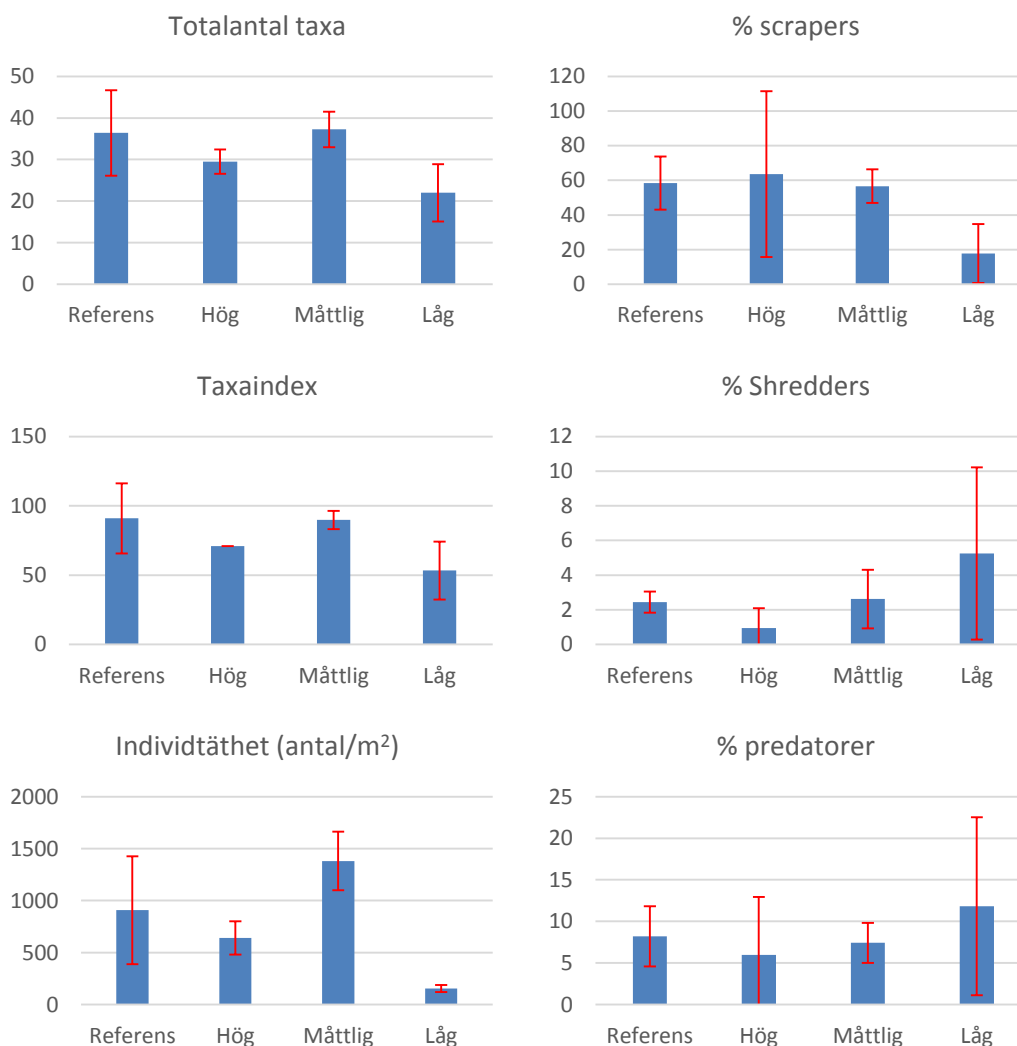 Totalantal taxa
50
40
30
20
10
0
Referens Hög Måttlig Låg
% scrapers
120
100
80
60
40
20
0
Referens Hög Måttlig Låg
Taxaindex
150
100
50
0
Referens Hög Måttlig Låg
% Shredders
12
10
8
6
4
2
0
Referens Hög Måttlig Låg
Individtäthet (antal/m²)
2000
1500
1000
500
0
Referens Hög Måttlig Låg
% predatorer
25
20
15
10
5
0
Referens Hög Måttlig Låg